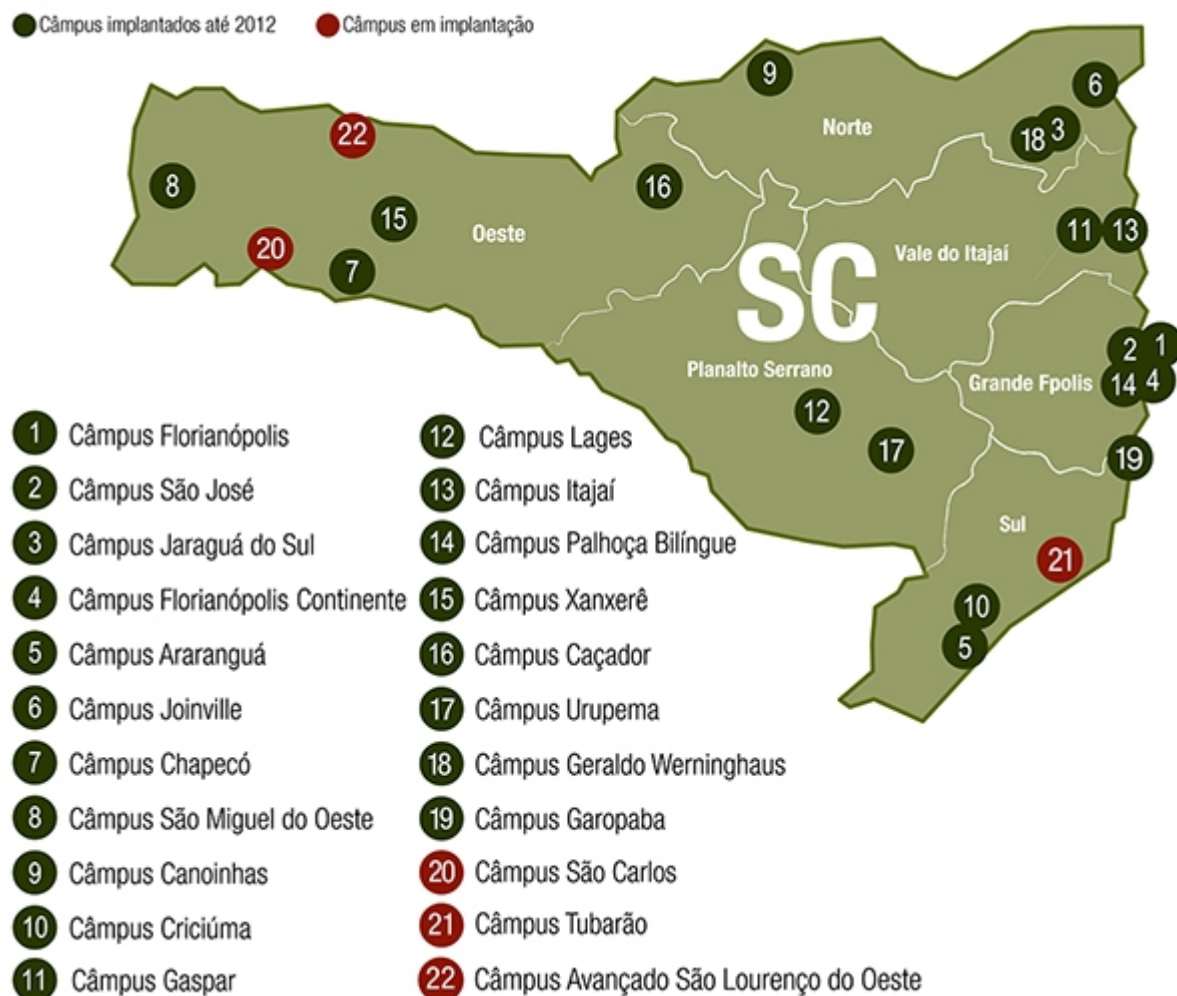 Câmpus implantados até 2012
Câmpus em implantação
9
6
Norte
18
3
22
8
16
15
Oeste
11
13
20
Vale do Itajaí
7
SC
2
1
Planalto Serrano
Grande Fpolis
14
4
12
17
19
Sul
21
10
5
1 Câmpus Florianópolis
2 Câmpus São José
3 Câmpus Jaraguá do Sul
4 Câmpus Florianópolis Continente
5 Câmpus Araranguá
6 Câmpus Joinville
7 Câmpus Chapecó
8 Câmpus São Miguel do Oeste
9 Câmpus Canoinhas
10 Câmpus Criciúma
11 Câmpus Gaspar
12 Câmpus Lages
13 Câmpus Itajaí
14 Câmpus Palhoça Bilíngue
15 Câmpus Xanxerê
16 Câmpus Caçador
17 Câmpus Urupema
18 Câmpus Geraldo Werninghaus
19 Câmpus Garopaba
20 Câmpus São Carlos
21 Câmpus Tubarão
22 Câmpus Avançado São Lourenço do Oeste